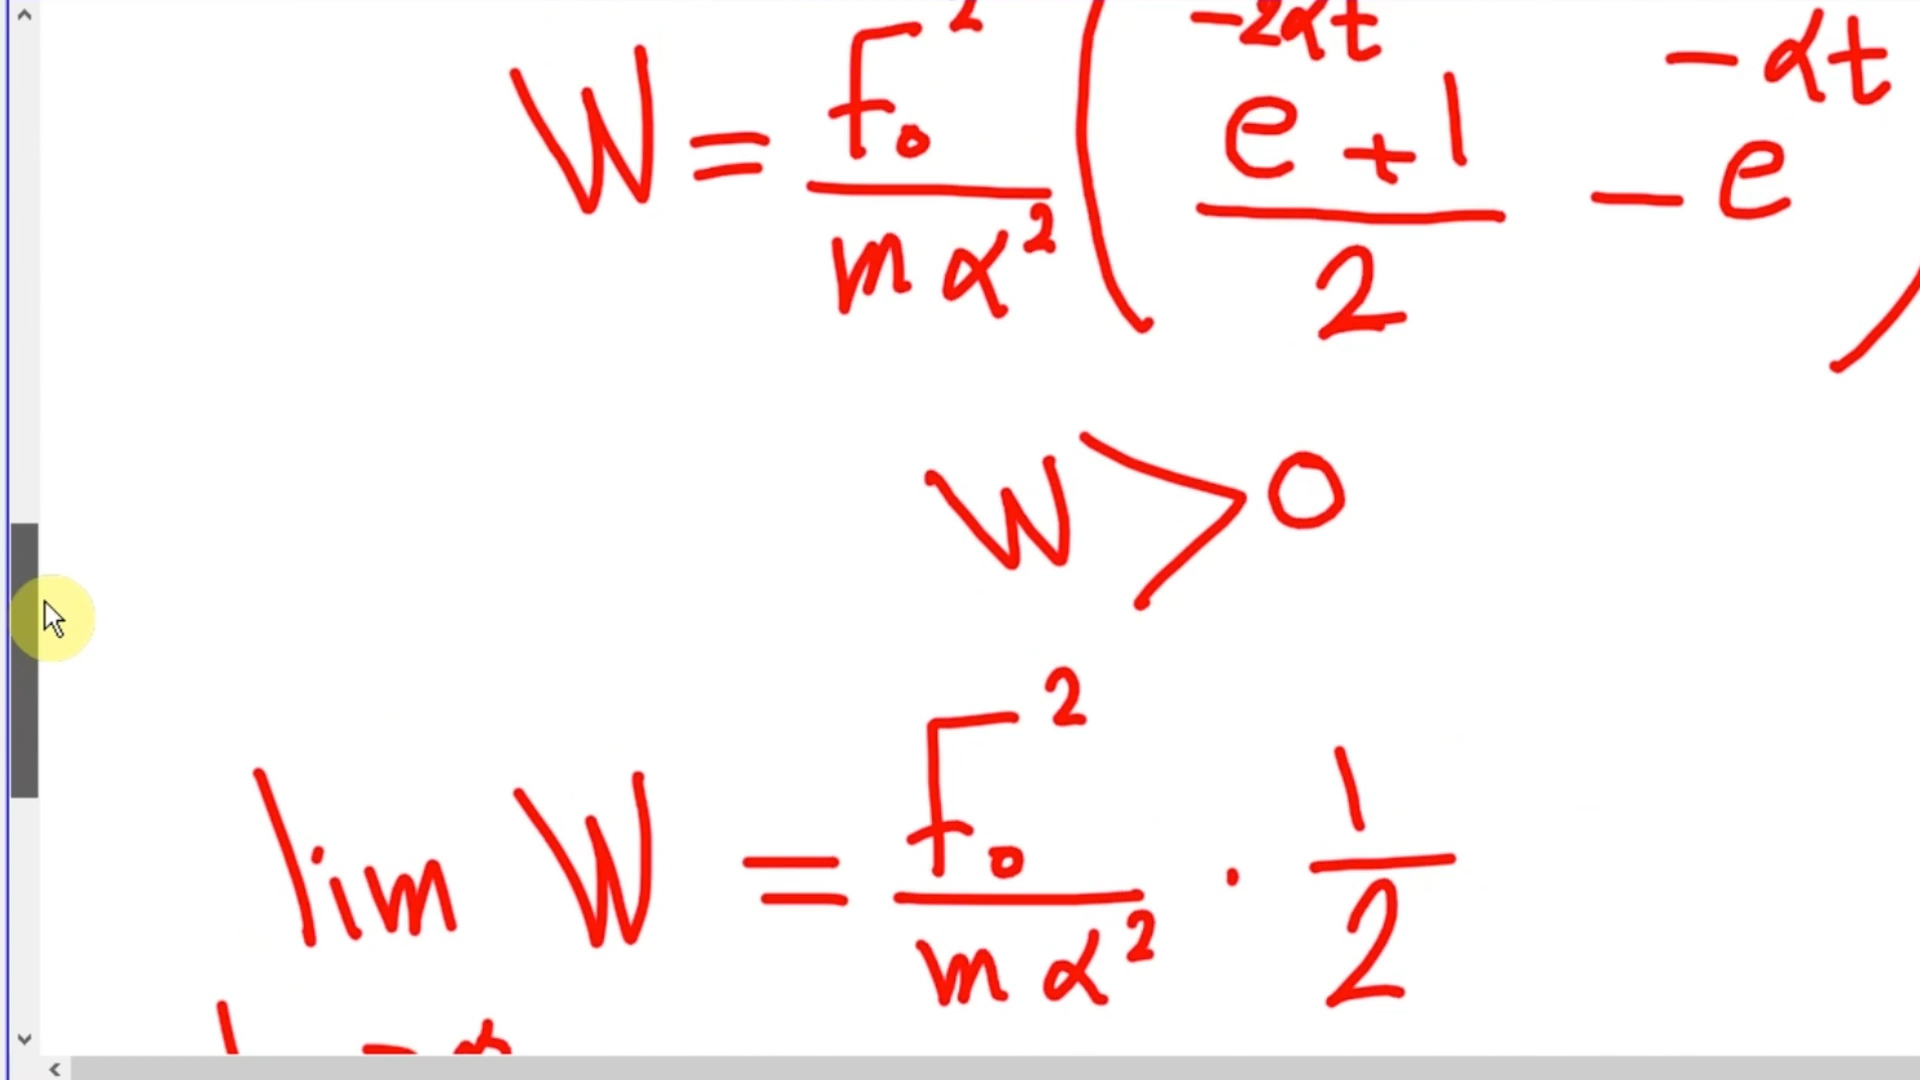 W = F₀² / mα² ( (e^(-2αt) + 1) / 2 - e^(-αt) )
W > 0
lim W = F₀² / mα² · 1/2